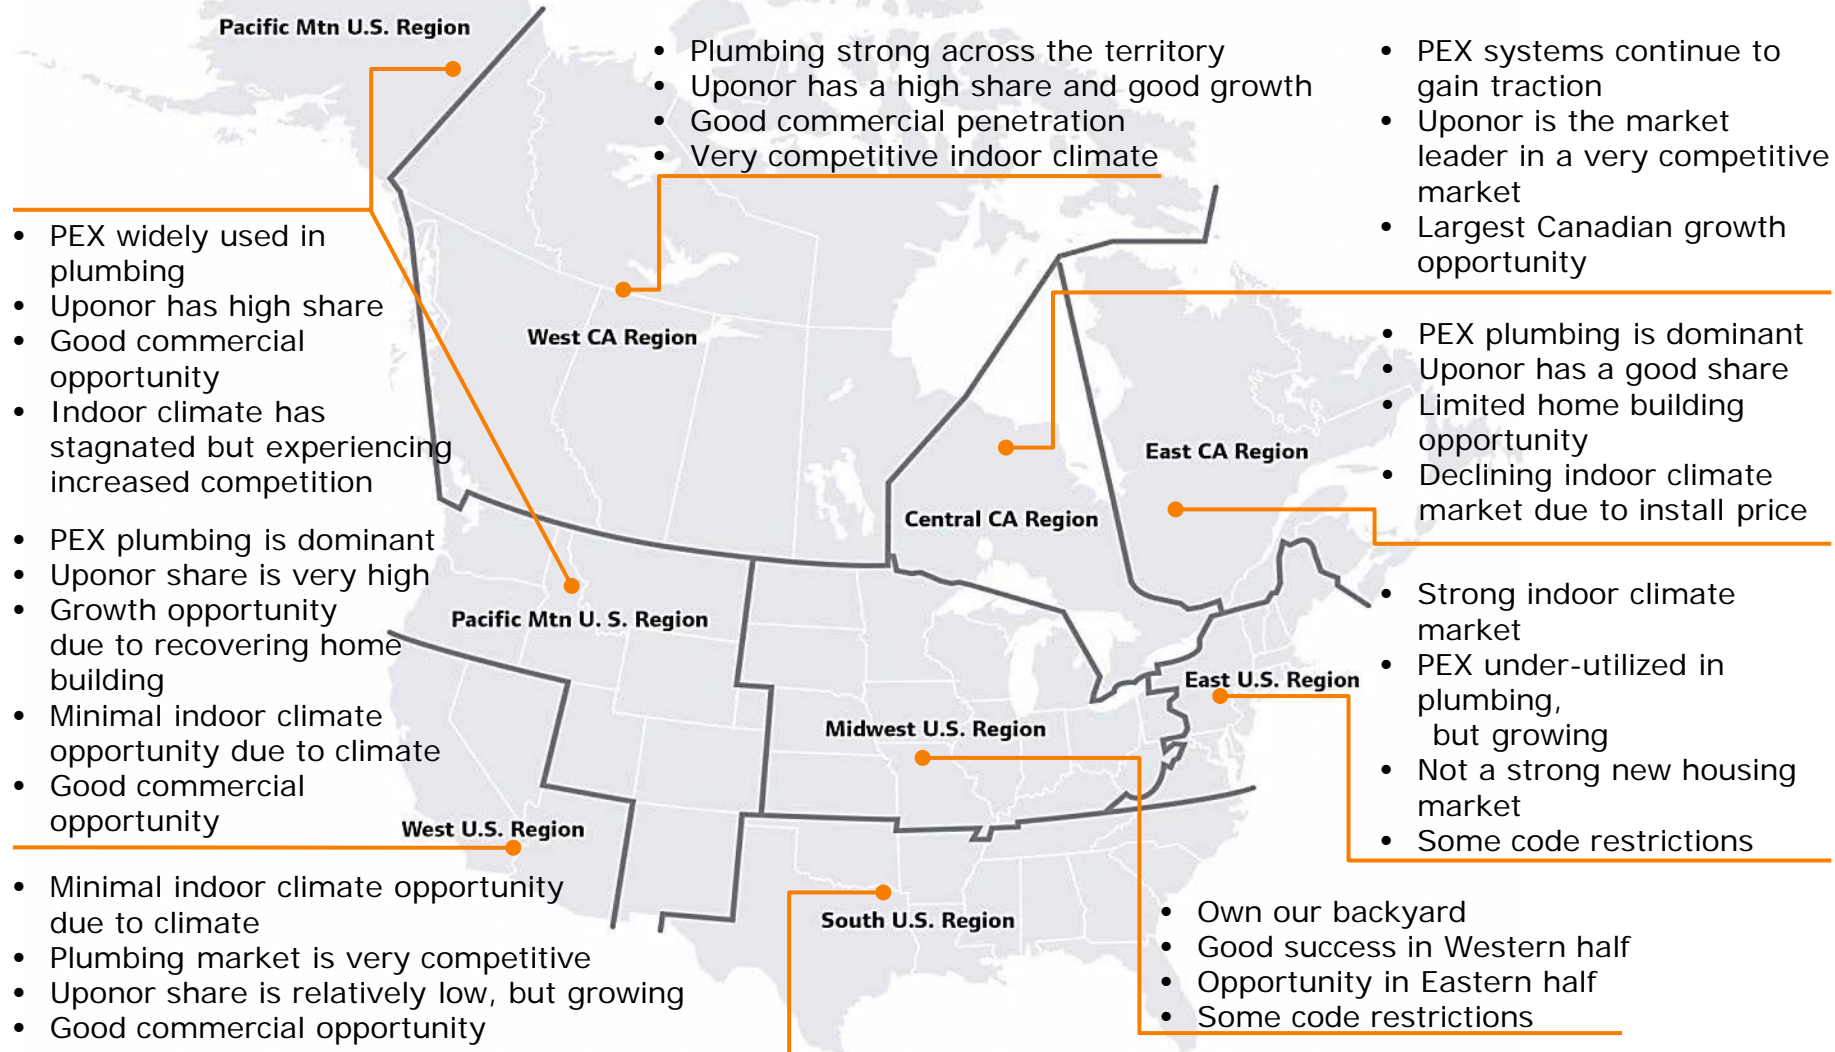 Pacific Mtn U.S. Region
• Plumbing strong across the territory
• Uponor has a high share and good growth
• Good commercial penetration
• Very competitive indoor climate
• PEX systems continue to
gain traction
• Uponor is the market
leader in a very competitive
market
• Largest Canadian growth
opportunity
• PEX widely used in
plumbing
• Uponor has high share
• Good commercial
opportunity
• Indoor climate has
stagnated but experiencing
increased competition
West CA Region
• PEX plumbing is dominant
• Uponor has a good share
• Limited home building
opportunity
• Declining indoor climate
market due to install price
East CA Region
Central CA Region
• PEX plumbing is dominant
• Uponor share is very high
• Growth opportunity
due to recovering home
building
• Minimal indoor climate
opportunity due to climate
• Good commercial
opportunity
Pacific Mtn U. S. Region
• Strong indoor climate
market
• PEX under-utilized in
plumbing,
but growing
• Not a strong new housing
market
• Some code restrictions
East U.S. Region
Midwest U.S. Region
West U.S. Region
• Minimal indoor climate opportunity
due to climate
• Plumbing market is very competitive
• Uponor share is relatively low, but growing
• Good commercial opportunity
South U.S. Region
• Own our backyard
• Good success in Western half
• Opportunity in Eastern half
• Some code restrictions